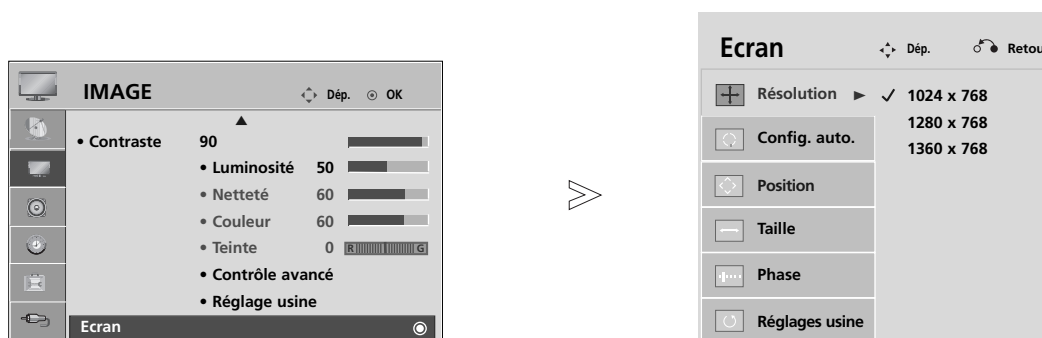 IMAGE Dép. OK
• Contraste 90
• Luminosité 50
• Netteté 60
• Couleur 60
• Teinte 0 R G
• Contrôle avancé
• Réglage usine
Ecran
Ecran Dép. Retou
Résolution ► ✓ 1024 x 768
1280 x 768
Config. auto.
1360 x 768
Position
Taille
Phase
Réglages usine